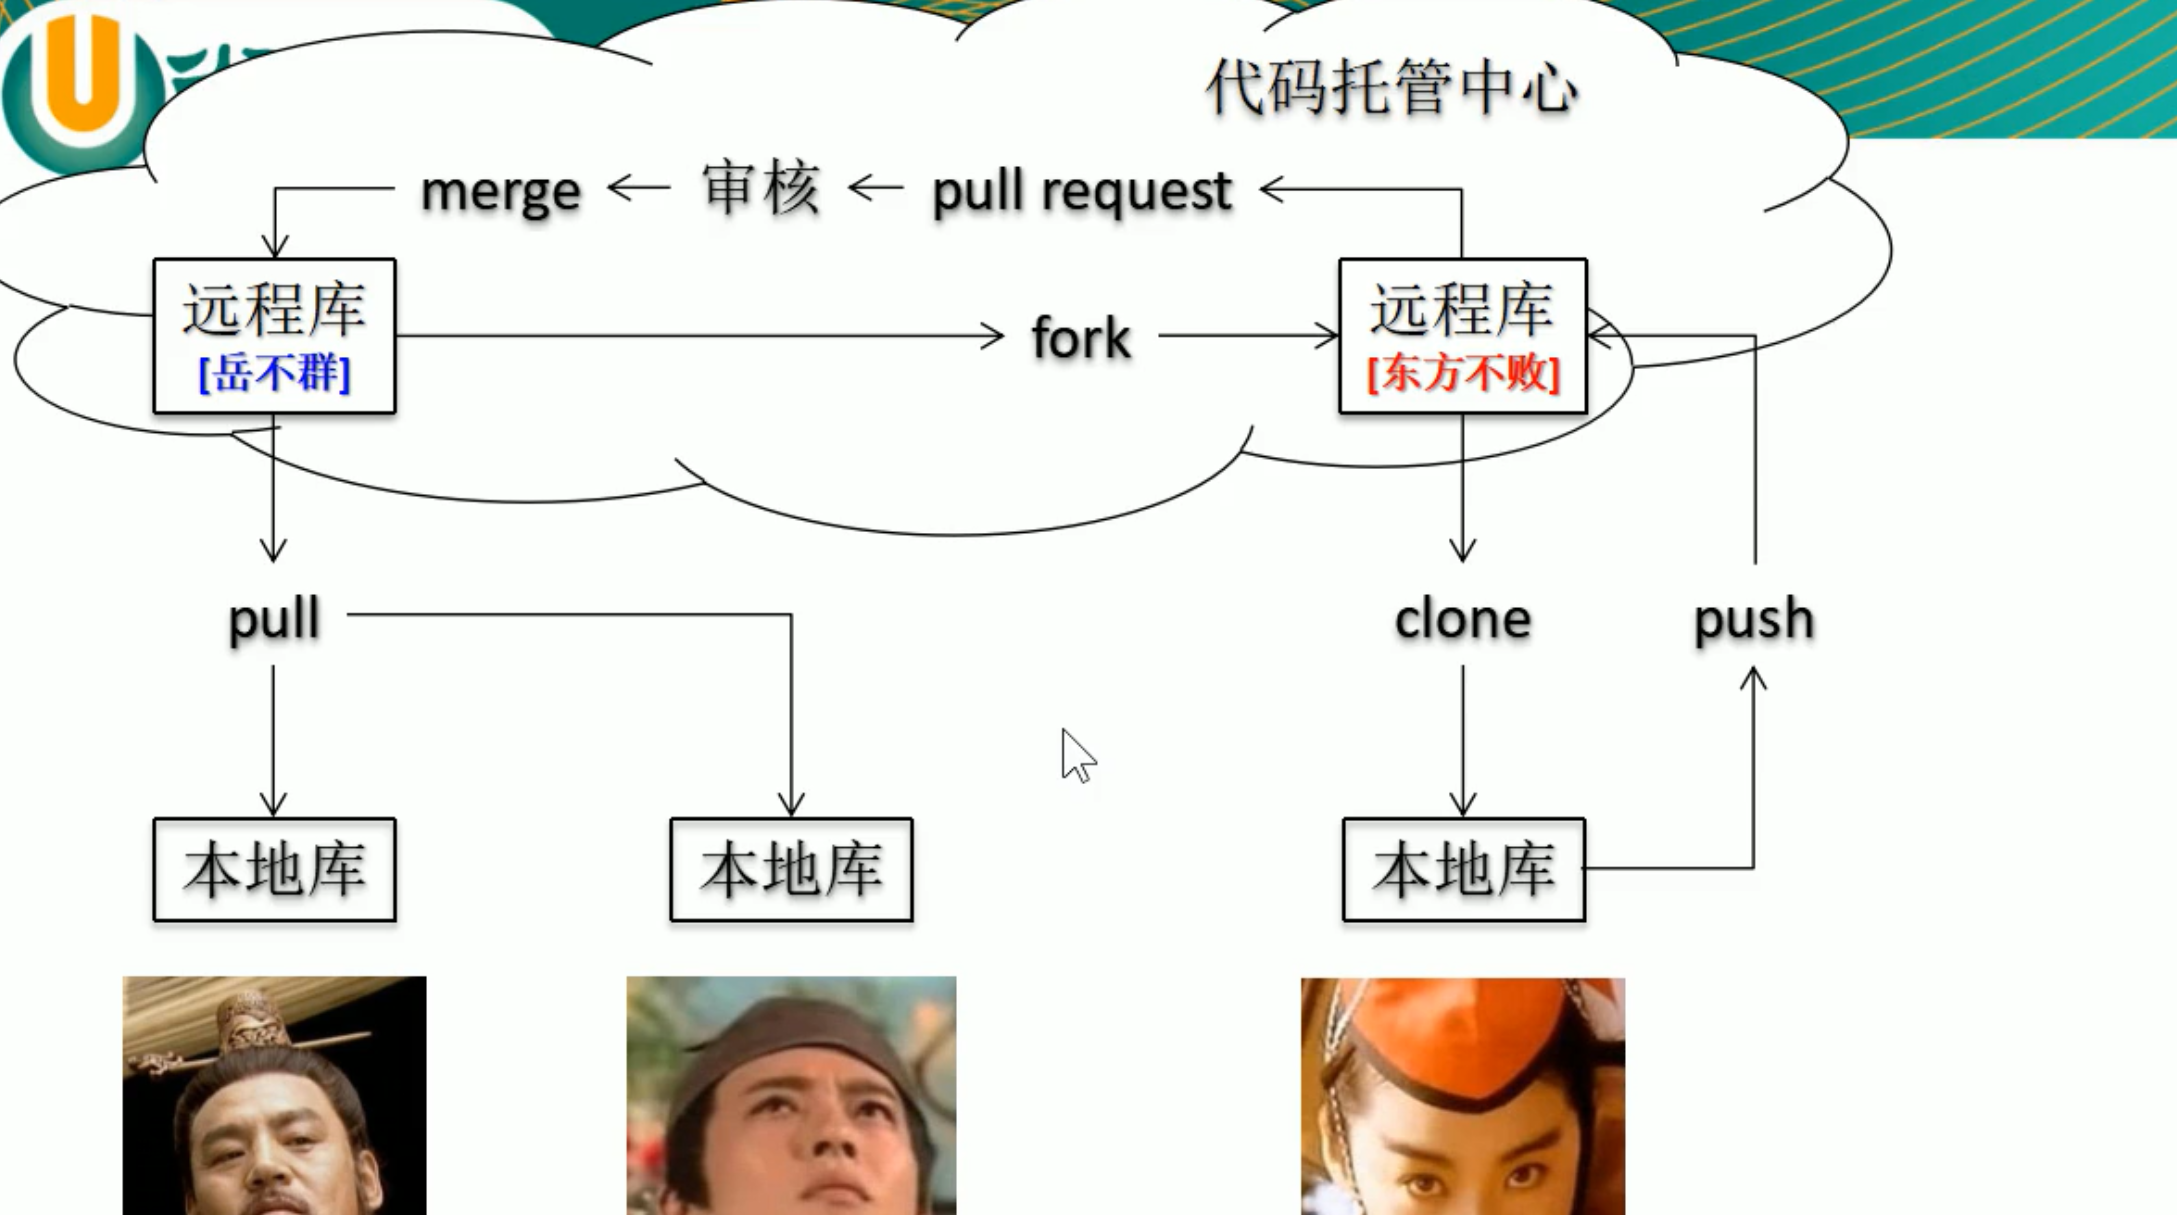 代码托管中心
merge
审核
pull request
远程库
[岳不群]
fork
远程库
[东方不败]
pull
clone
push
本地库
本地库
本地库